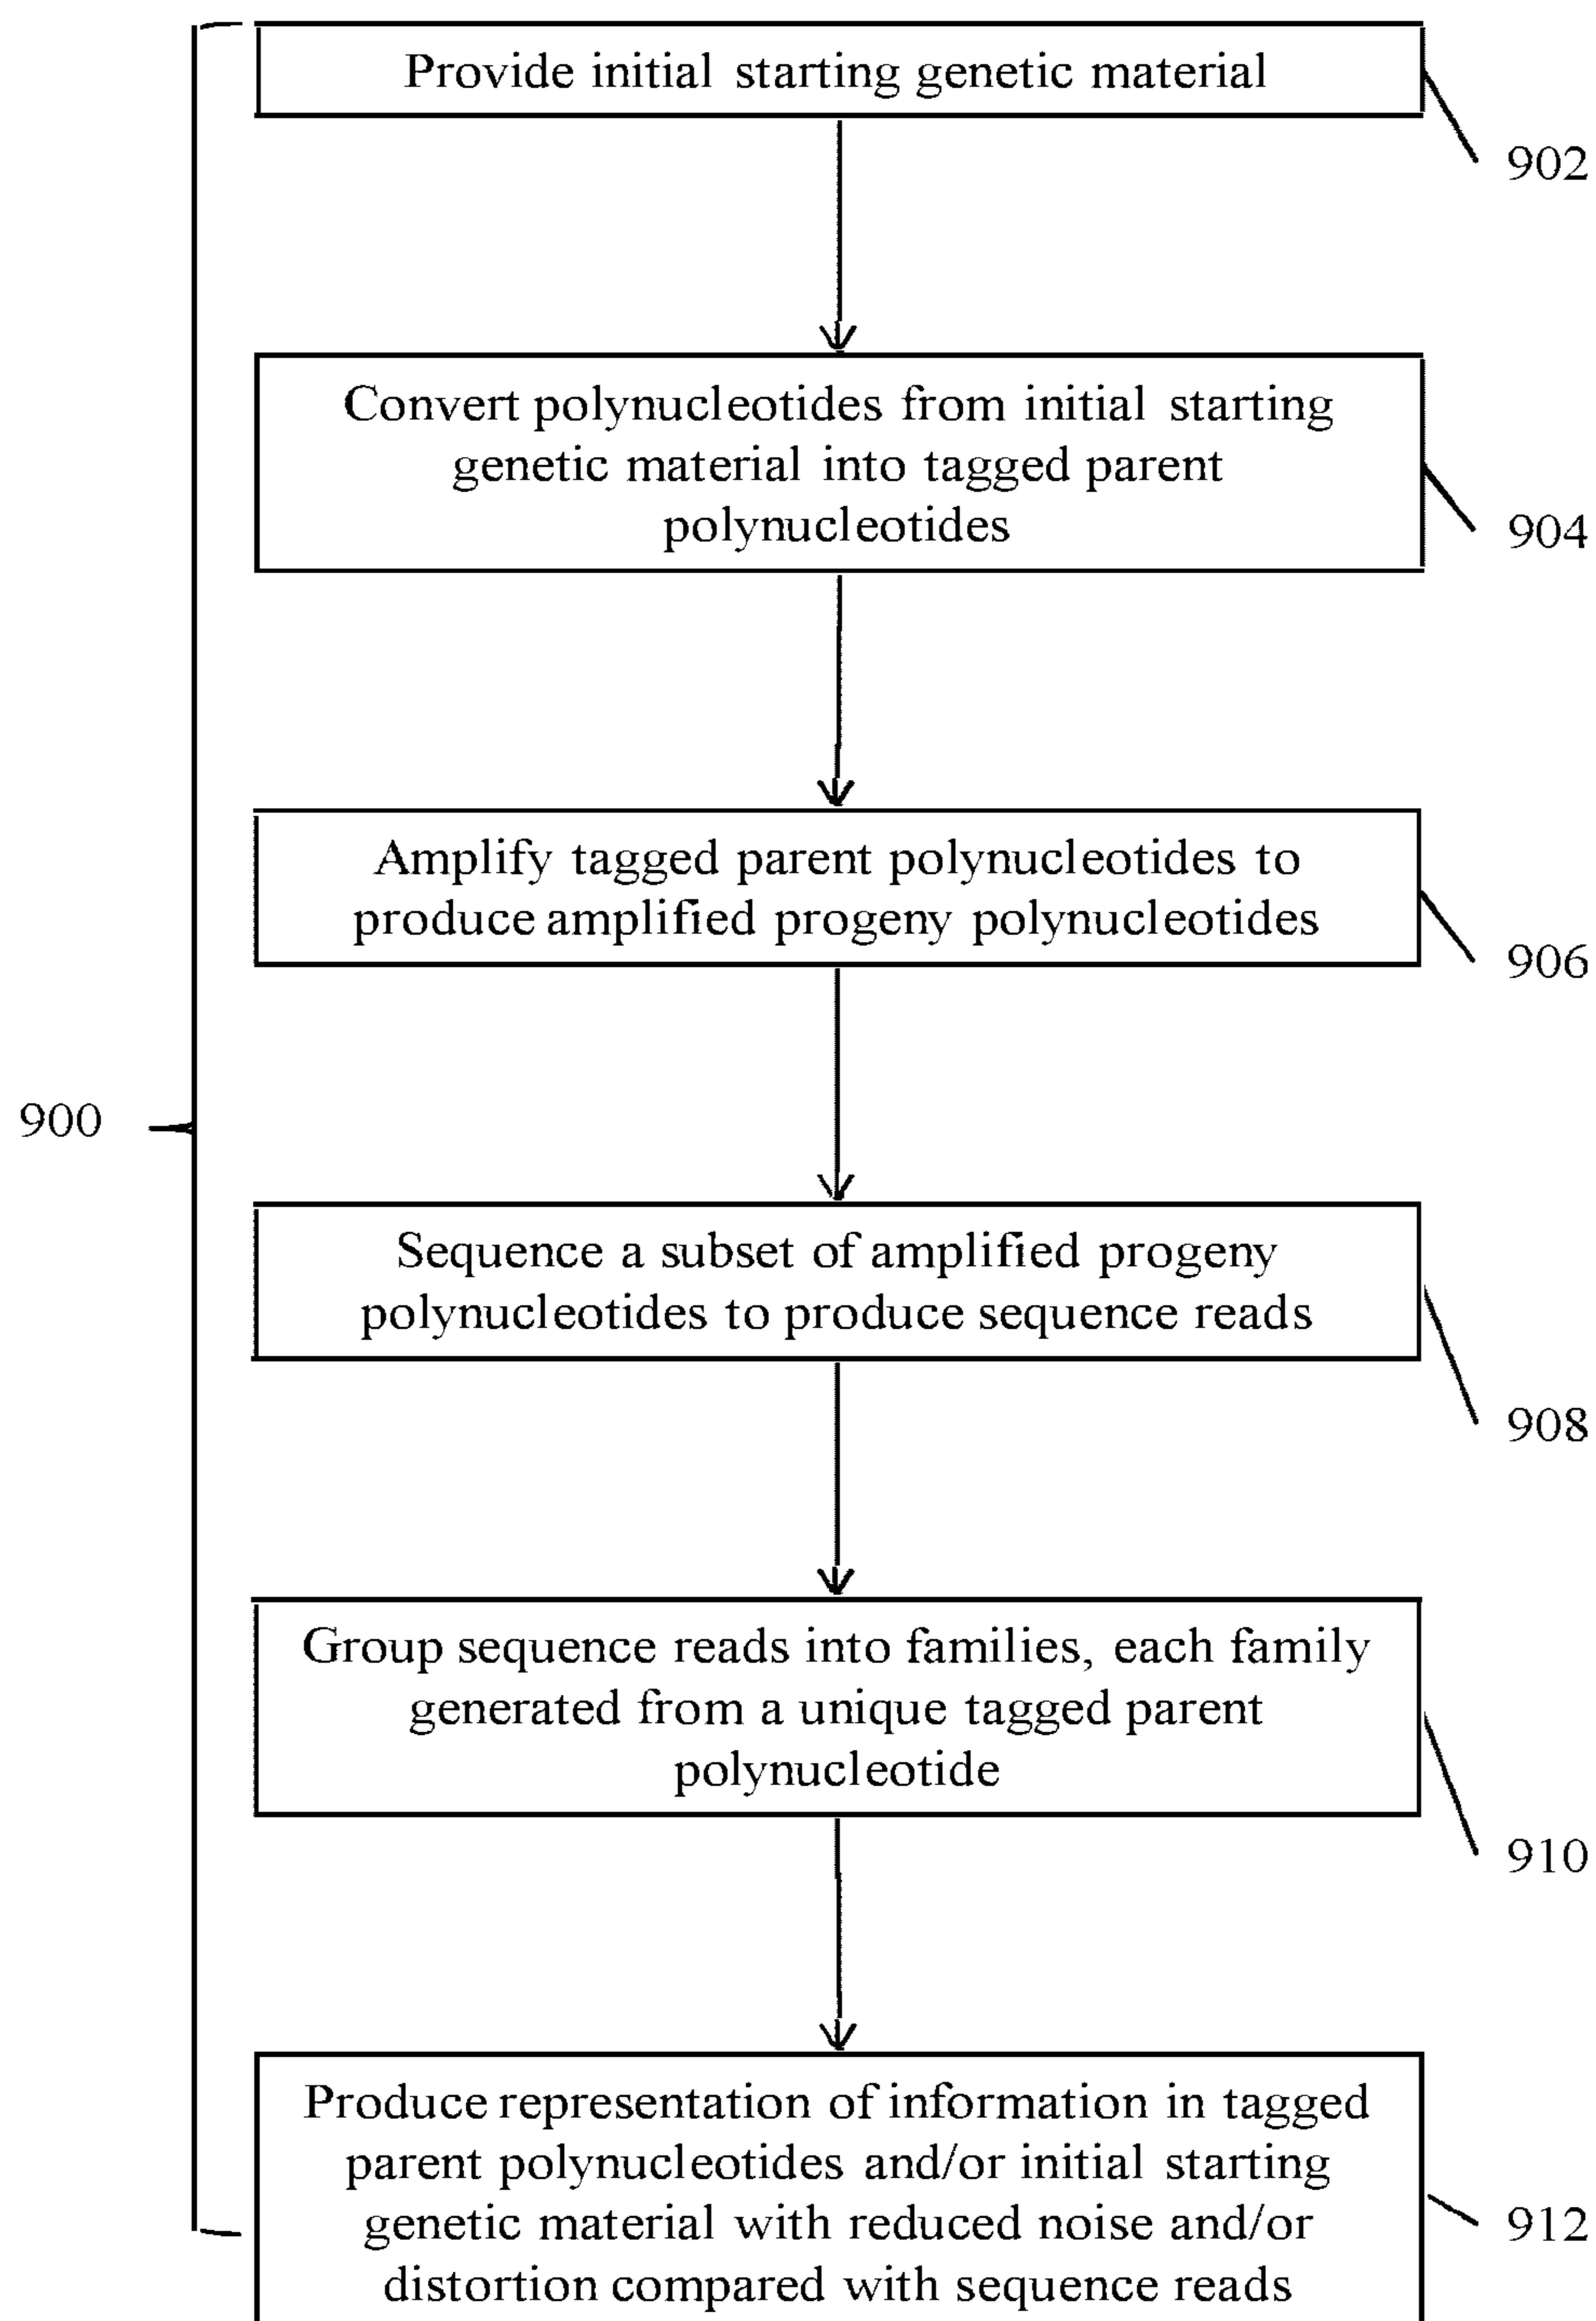 Provide initial starting genetic material
902
Convert polynucleotides from initial starting
genetic material into tagged parent
polynucleotides
904
Amplify tagged parent polynucleotides to
produce amplified progeny polynucleotides
906
900
Sequence a subset of amplified progeny
polynucleotides to produce sequence reads
908
Group sequence reads into families, each family
generated from a unique tagged parent
polynucleotide
910
Produce representation of information in tagged
parent polynucleotides and/or initial starting
genetic material with reduced noise and/or
distortion compared with sequence reads
912